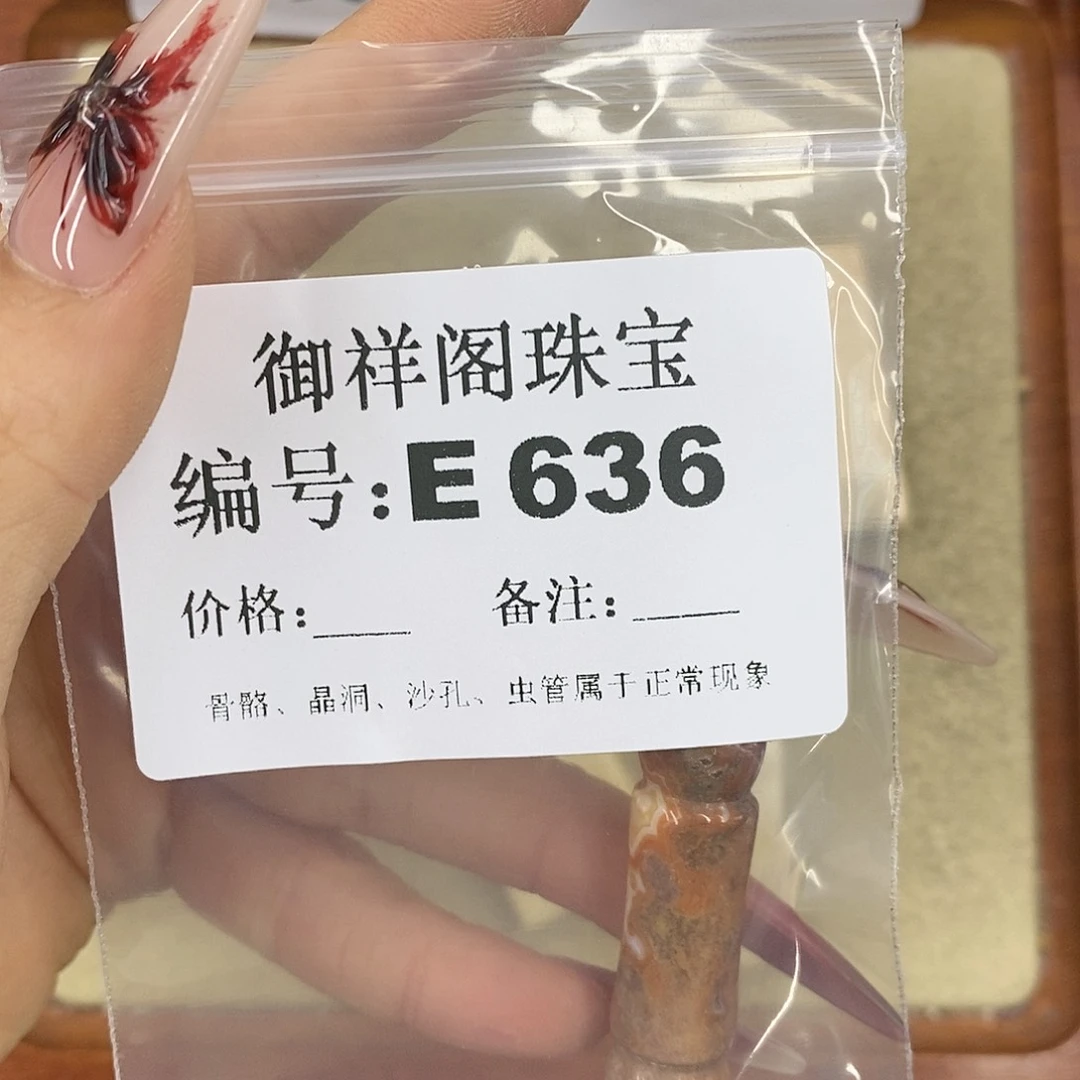 御祥阁珠宝
编号:E 636
价格:____ 备注:____
骨骼、晶洞、沙孔、虫管属于正常现象